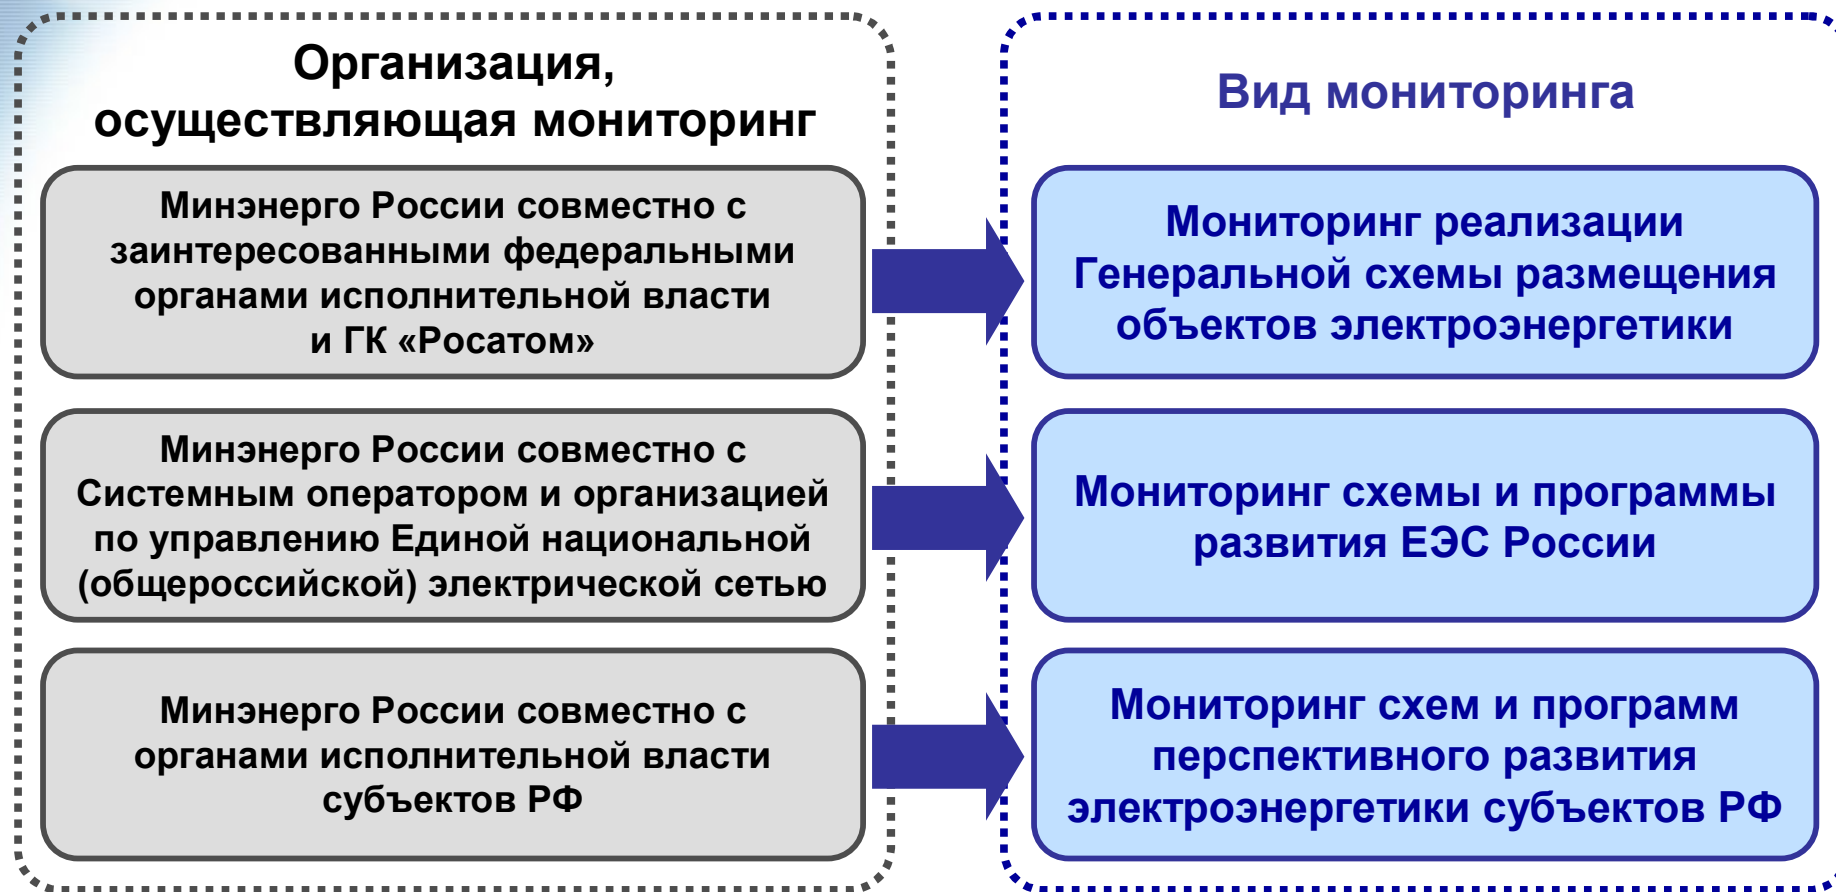 Организация,
осуществляющая мониторинг
Минэнерго России совместно с
заинтересованными федеральными
органами исполнительной власти
и ГК «Росатом»
Минэнерго России совместно с
Системным оператором и организацией
по управлению Единой национальной
(общероссийской) электрической сетью
Минэнерго России совместно с
органами исполнительной власти
субъектов РФ
Вид мониторинга
Мониторинг реализации
Генеральной схемы размещения
объектов электроэнергетики
Мониторинг схемы и программы
развития ЕЭС России
Мониторинг схем и программ
перспективного развития
электроэнергетики субъектов РФ